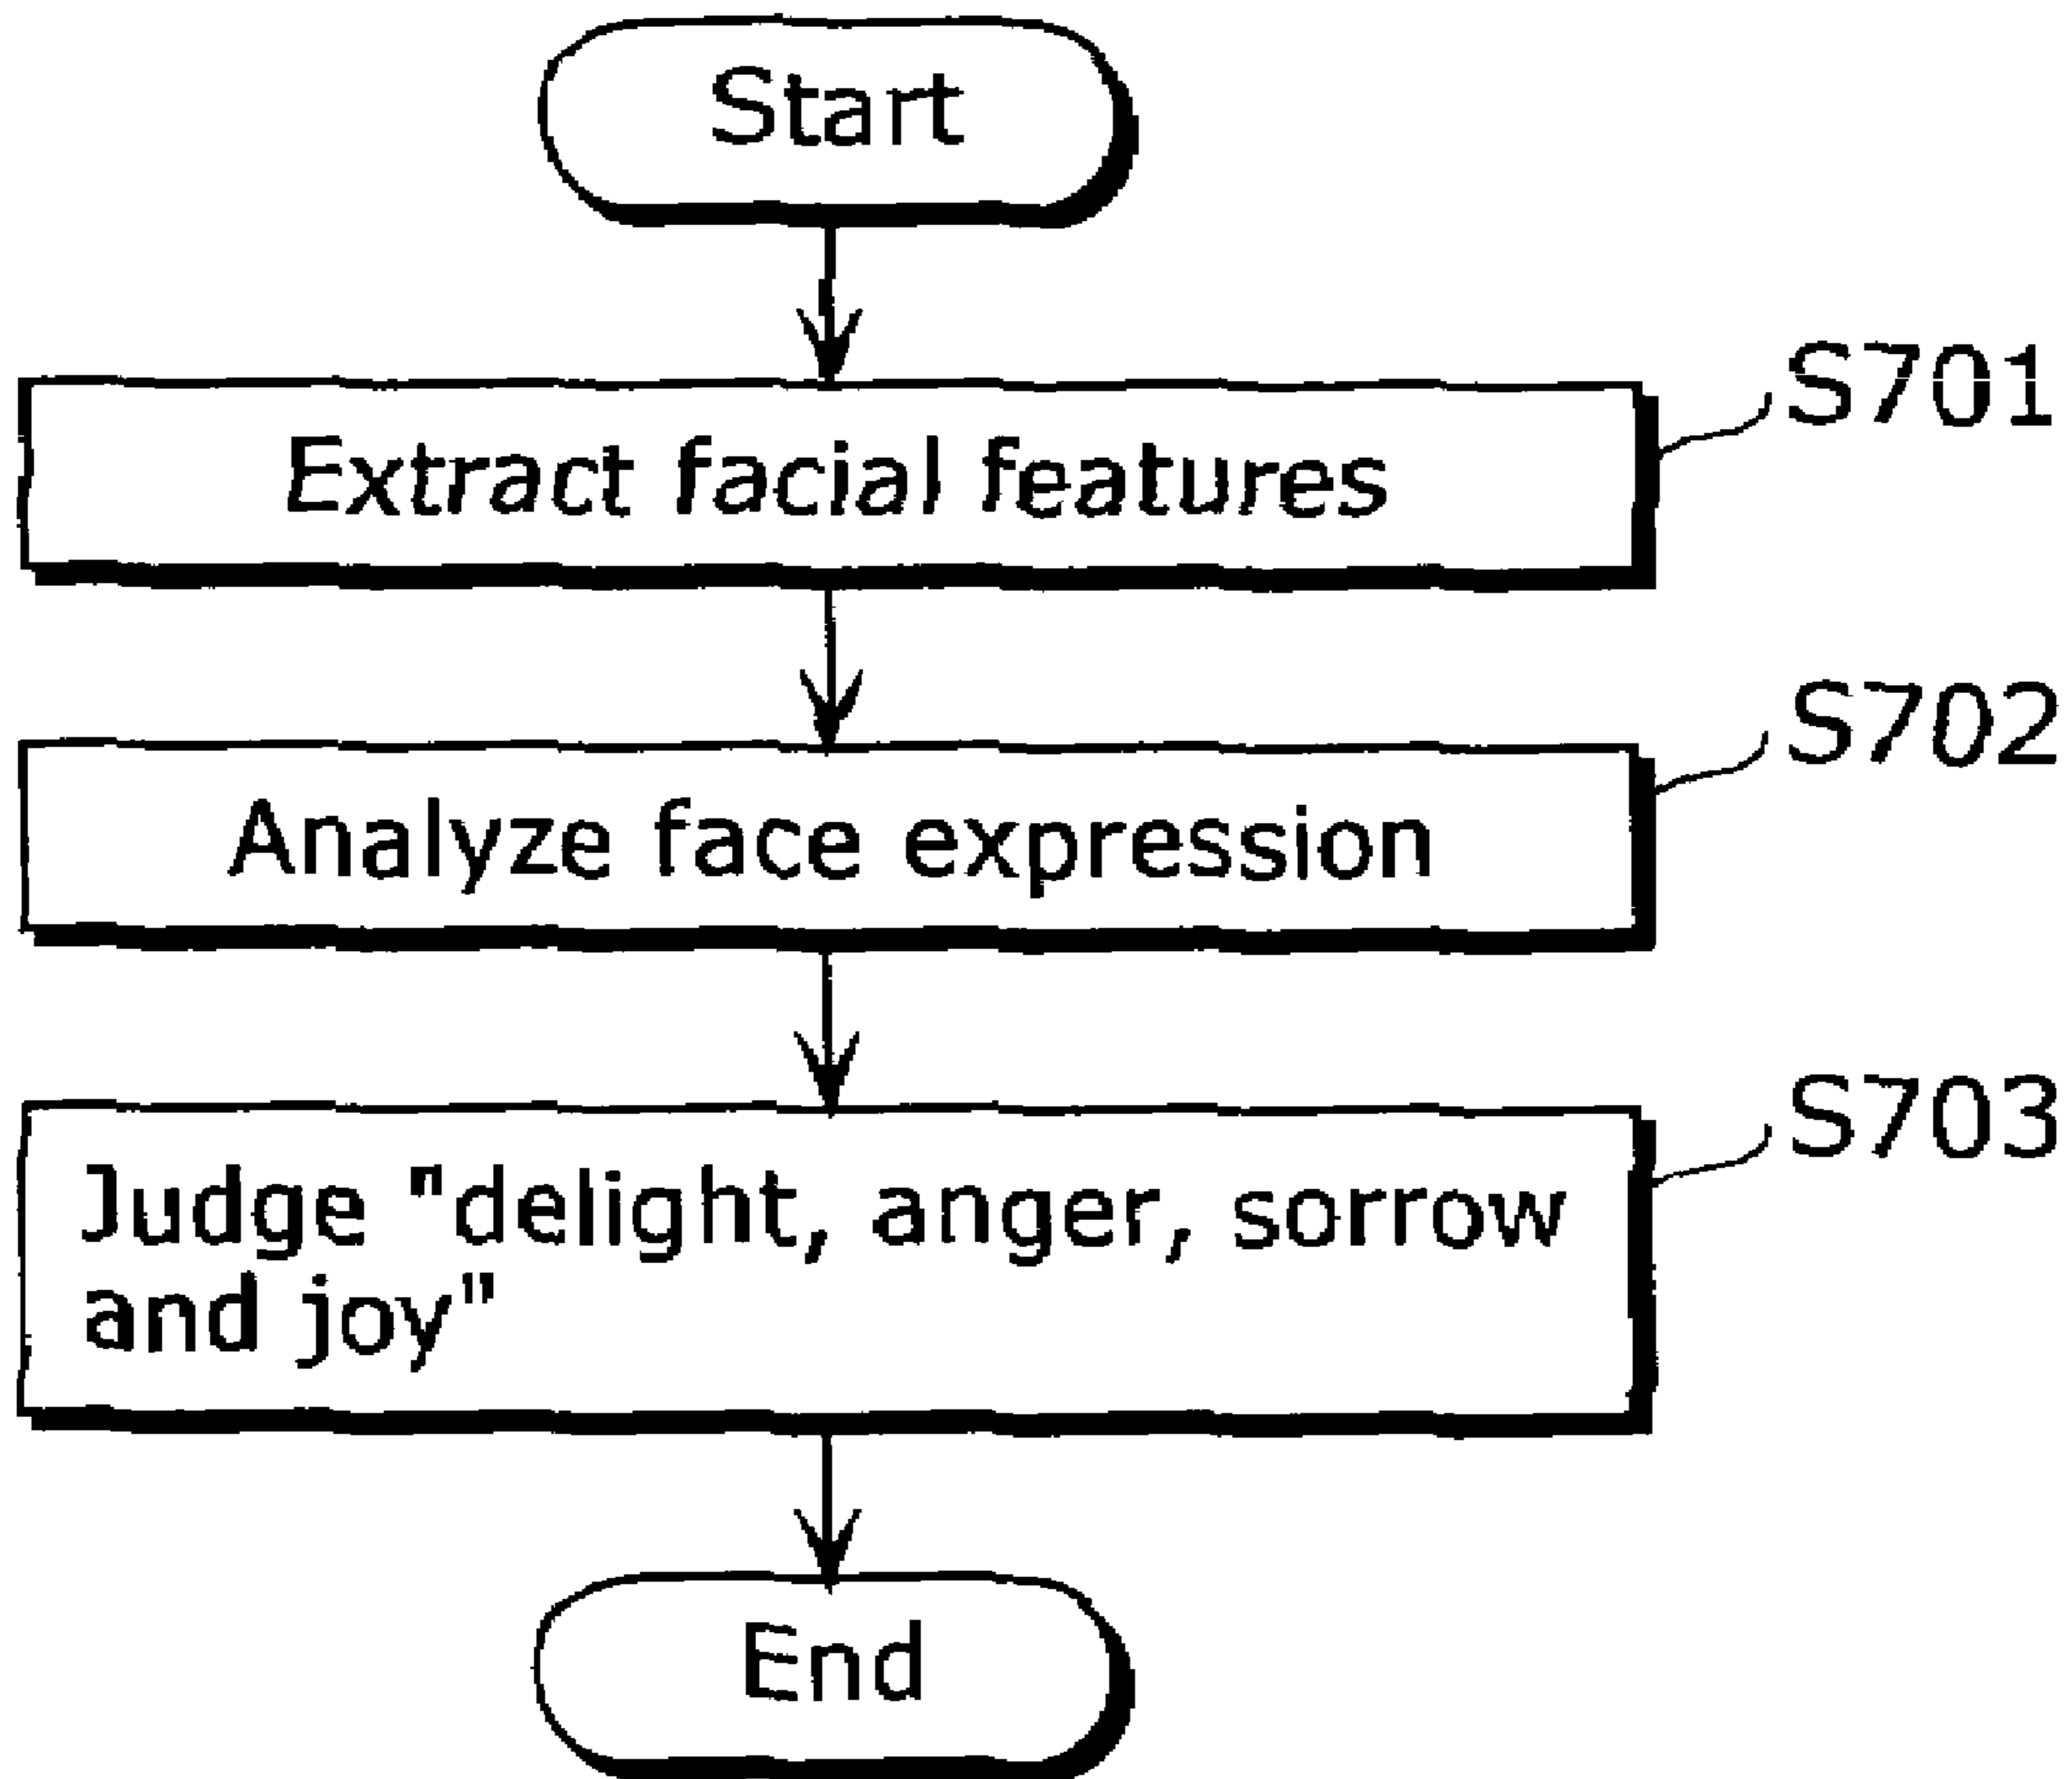 Start
S701
Extract facial features
S702
Analyze face expression
S703
Judge "delight, anger, sorrow
and joy"
End